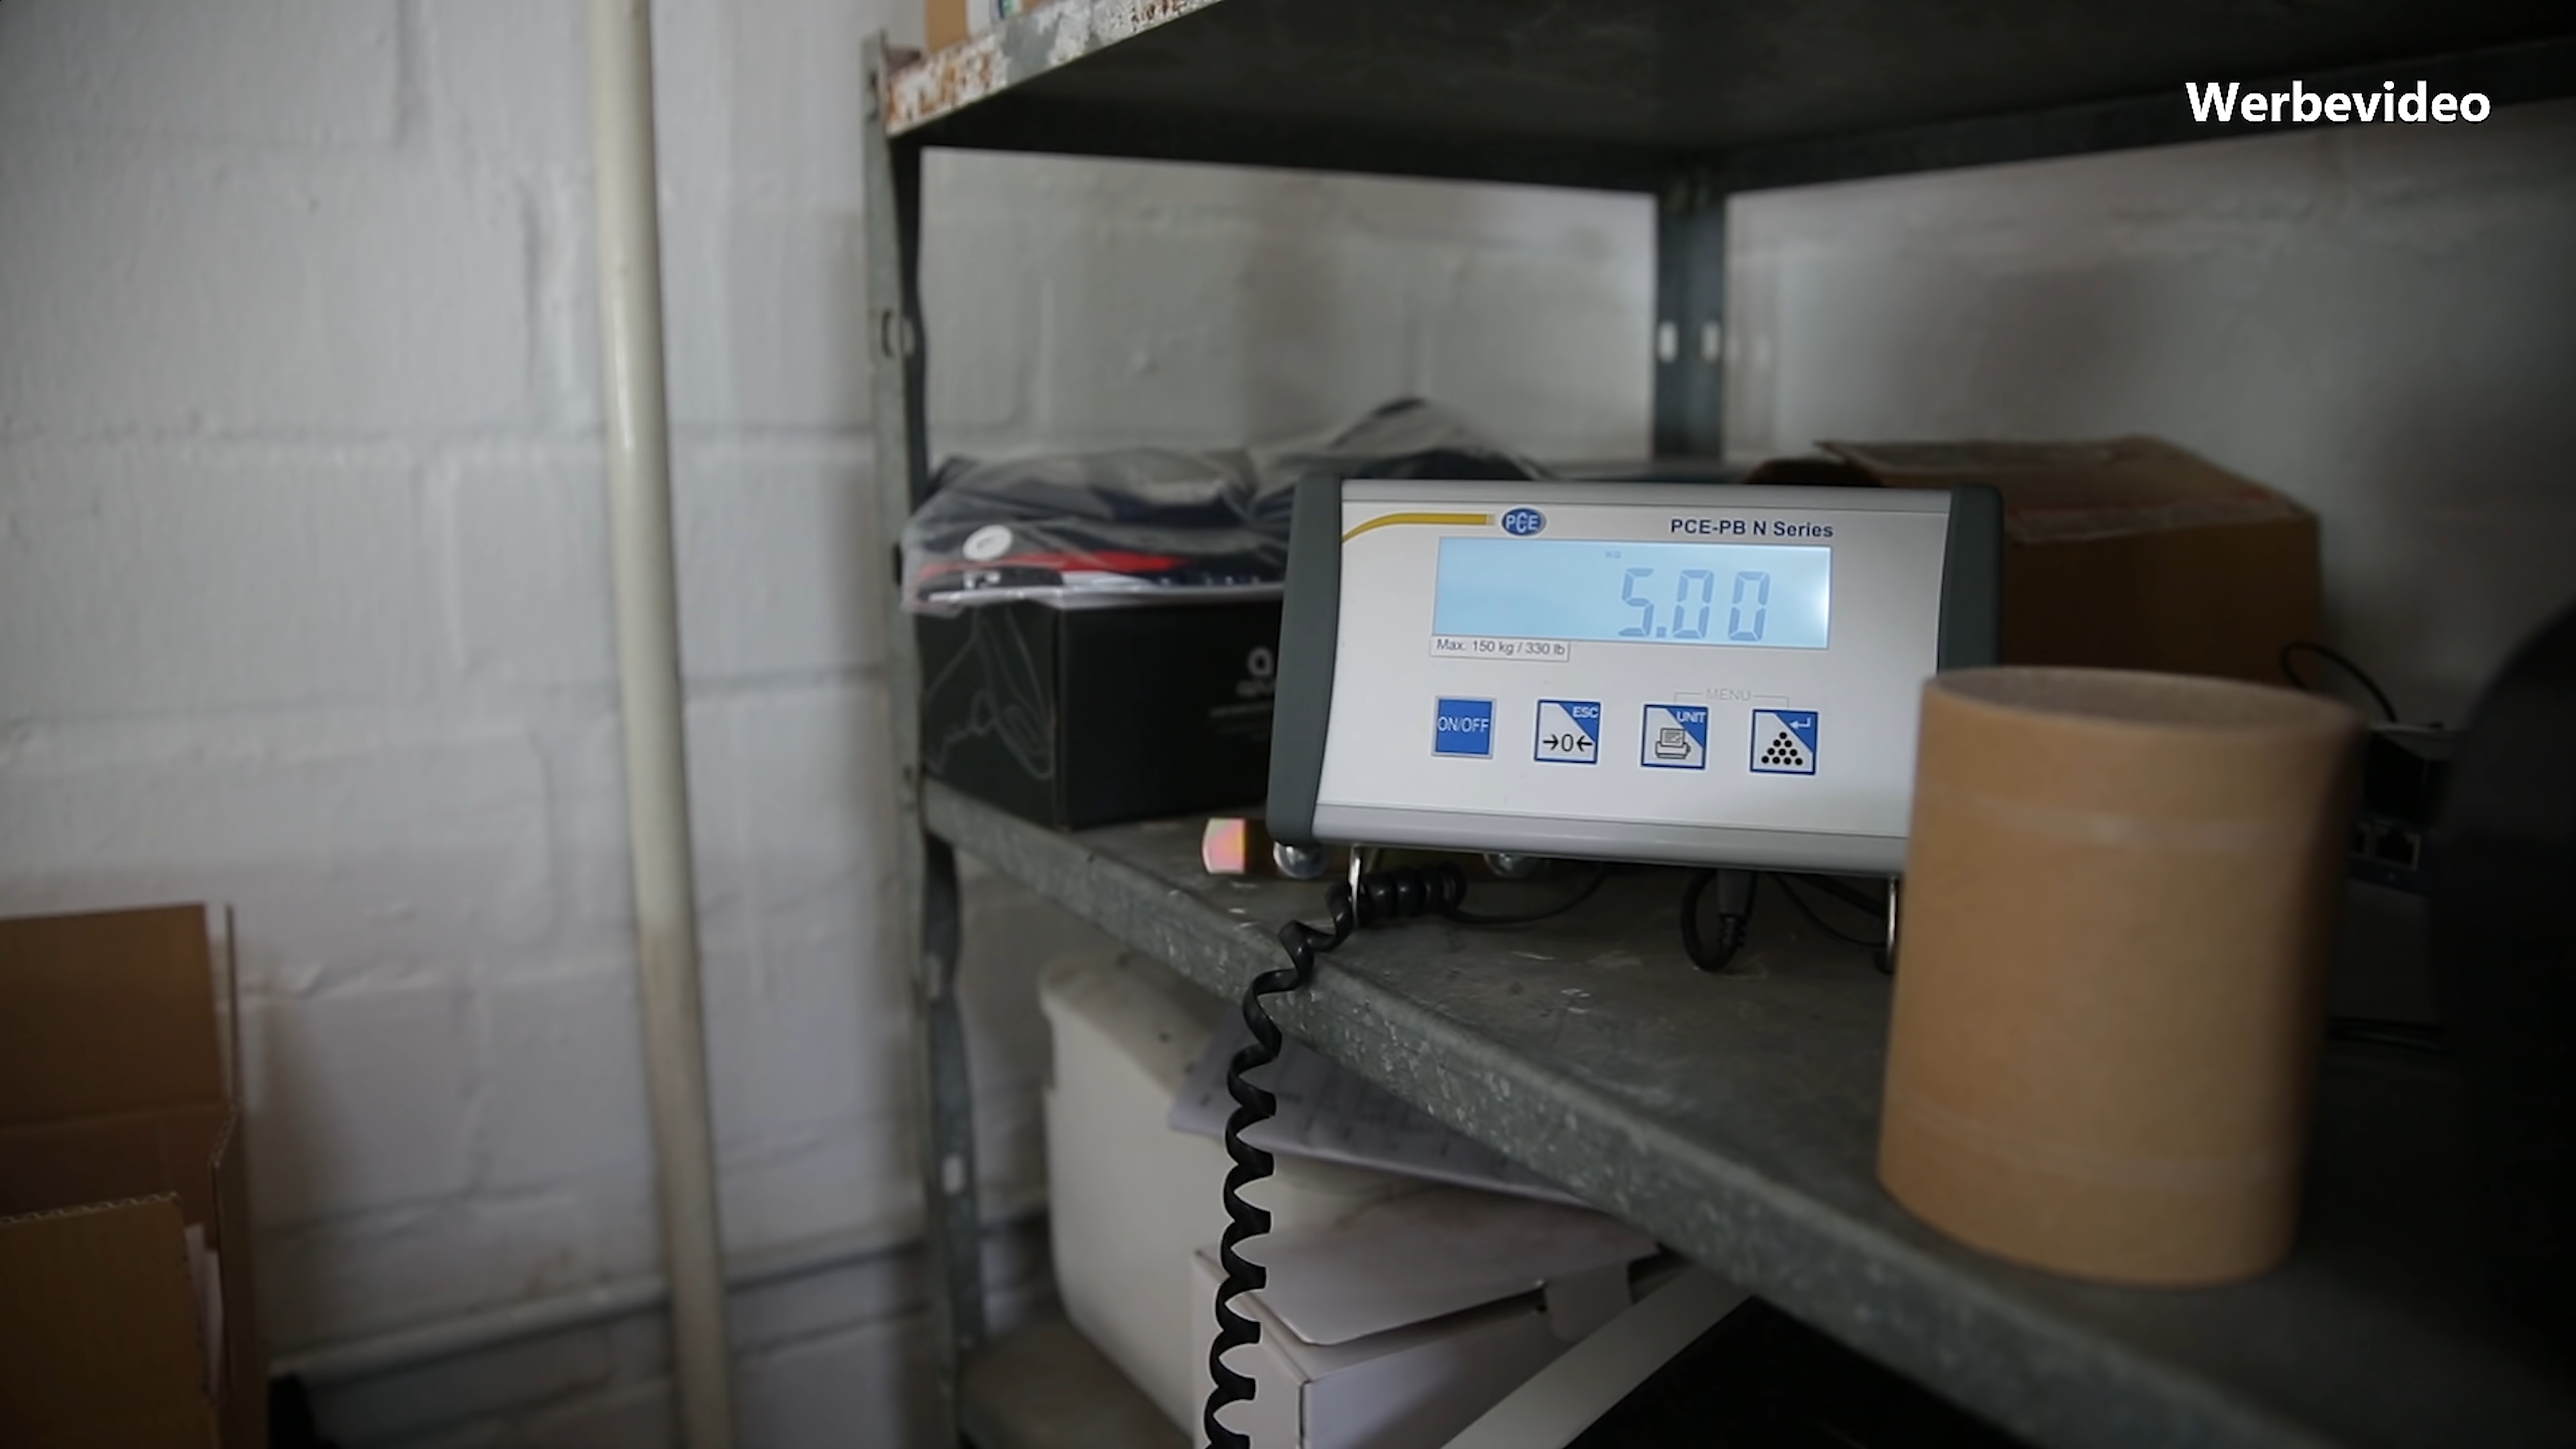 Werbevideo
PCE
PCE-PB N Series
KG
5.00
Max. 150 kg / 330 lb
MENU
ON/OFF
ESC
→0←
UNIT